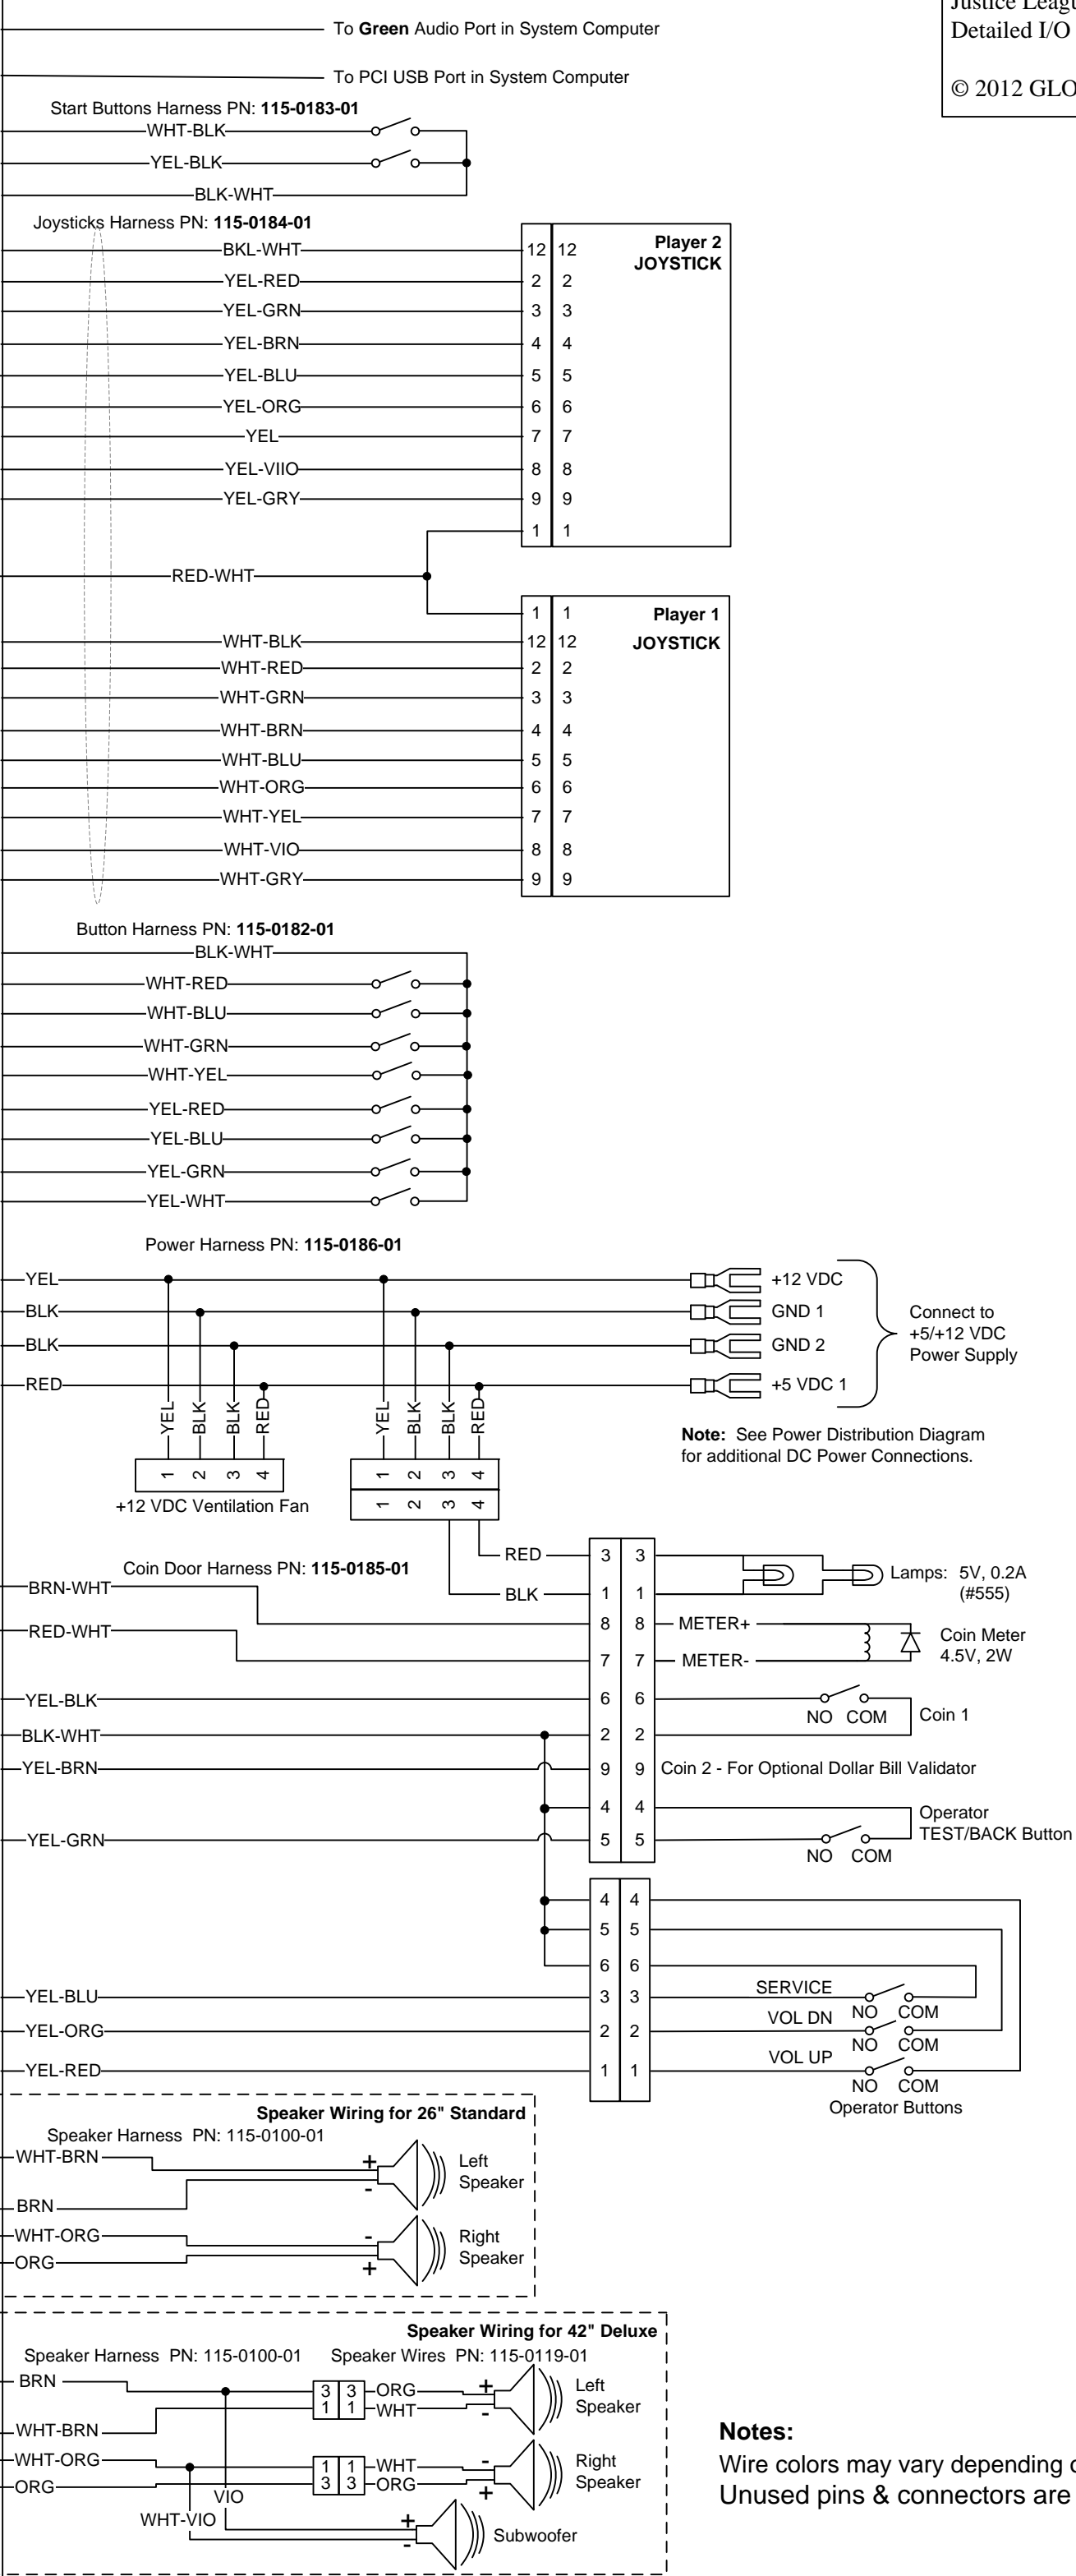 Justice Leagu
Detailed I/O
© 2012 GLO
To Green Audio Port in System Computer
To PCI USB Port in System Computer
Start Buttons Harness PN: 115-0183-01
WHT-BLK
YEL-BLK
BLK-WHT
Joysticks Harness PN: 115-0184-01
Player 2
JOYSTICK
BKL-WHT 12 12
YEL-RED 2 2
YEL-GRN 3 3
YEL-BRN 4 4
YEL-BLU 5 5
YEL-ORG 6 6
YEL 7 7
YEL-VIIO 8 8
YEL-GRY 9 9
1 1
RED-WHT
Player 1
JOYSTICK
1 1
WHT-BLK 12 12
WHT-RED 2 2
WHT-GRN 3 3
WHT-BRN 4 4
WHT-BLU 5 5
WHT-ORG 6 6
WHT-YEL 7 7
WHT-VIO 8 8
WHT-GRY 9 9
Button Harness PN: 115-0182-01
BLK-WHT
WHT-RED
WHT-BLU
WHT-GRN
WHT-YEL
YEL-RED
YEL-BLU
YEL-GRN
YEL-WHT
Power Harness PN: 115-0186-01
YEL +12 VDC
BLK GND 1
BLK GND 2
RED +5 VDC 1
Connect to
+5/+12 VDC
Power Supply
YEL BLK BLK RED YEL BLK BLK RED
Note: See Power Distribution Diagram
for additional DC Power Connections.
1 2 3 4 1 2 3 4
1 2 3 4
+12 VDC Ventilation Fan
Coin Door Harness PN: 115-0185-01
RED 3 3
Lamps: 5V, 0.2A
(#555)
BLK 1 1
BRN-WHT 8 8 METER+
Coin Meter
4.5V, 2W
RED-WHT 7 7 METER-
YEL-BLK 6 6
NO COM
Coin 1
BLK-WHT 2 2
YEL-BRN 9 9 Coin 2 - For Optional Dollar Bill Validator
4 4
Operator
TEST/BACK Button
YEL-GRN 5 5
NO COM
4 4
5 5
6 6
YEL-BLU 3 3 SERVICE
NO COM
YEL-ORG 2 2 VOL DN
NO COM
YEL-RED 1 1 VOL UP
NO COM
Operator Buttons
Speaker Wiring for 26" Standard
Speaker Harness PN: 115-0100-01
WHT-BRN +
Left
Speaker
BRN -
WHT-ORG -
Right
Speaker
ORG +
Speaker Wiring for 42" Deluxe
Speaker Harness PN: 115-0100-01 Speaker Wires PN: 115-0119-01
BRN 3 3 ORG +
Left
Speaker
WHT-BRN 1 1 WHT -
WHT-ORG 1 1 WHT -
Right
Speaker
ORG 3 3 ORG +
VIO
WHT-VIO
+
-
Subwoofer
Notes:
Wire colors may vary depending
Unused pins & connectors are